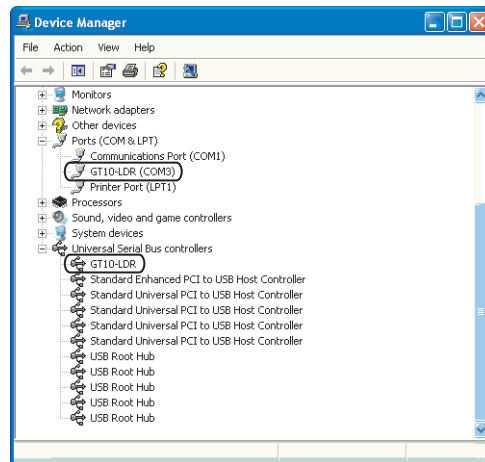 Device Manager
File Action View Help
Monitors
Network adapters
Other devices
Ports (COM & LPT)
Communications Port (COM1)
GT10-LDR (COM3)
Printer Port (LPT1)
Processors
Sound, video and game controllers
System devices
Universal Serial Bus controllers
GT10-LDR
Standard Enhanced PCI to USB Host Controller
Standard Universal PCI to USB Host Controller
Standard Universal PCI to USB Host Controller
Standard Universal PCI to USB Host Controller
Standard Universal PCI to USB Host Controller
USB Root Hub
USB Root Hub
USB Root Hub
USB Root Hub
USB Root Hub